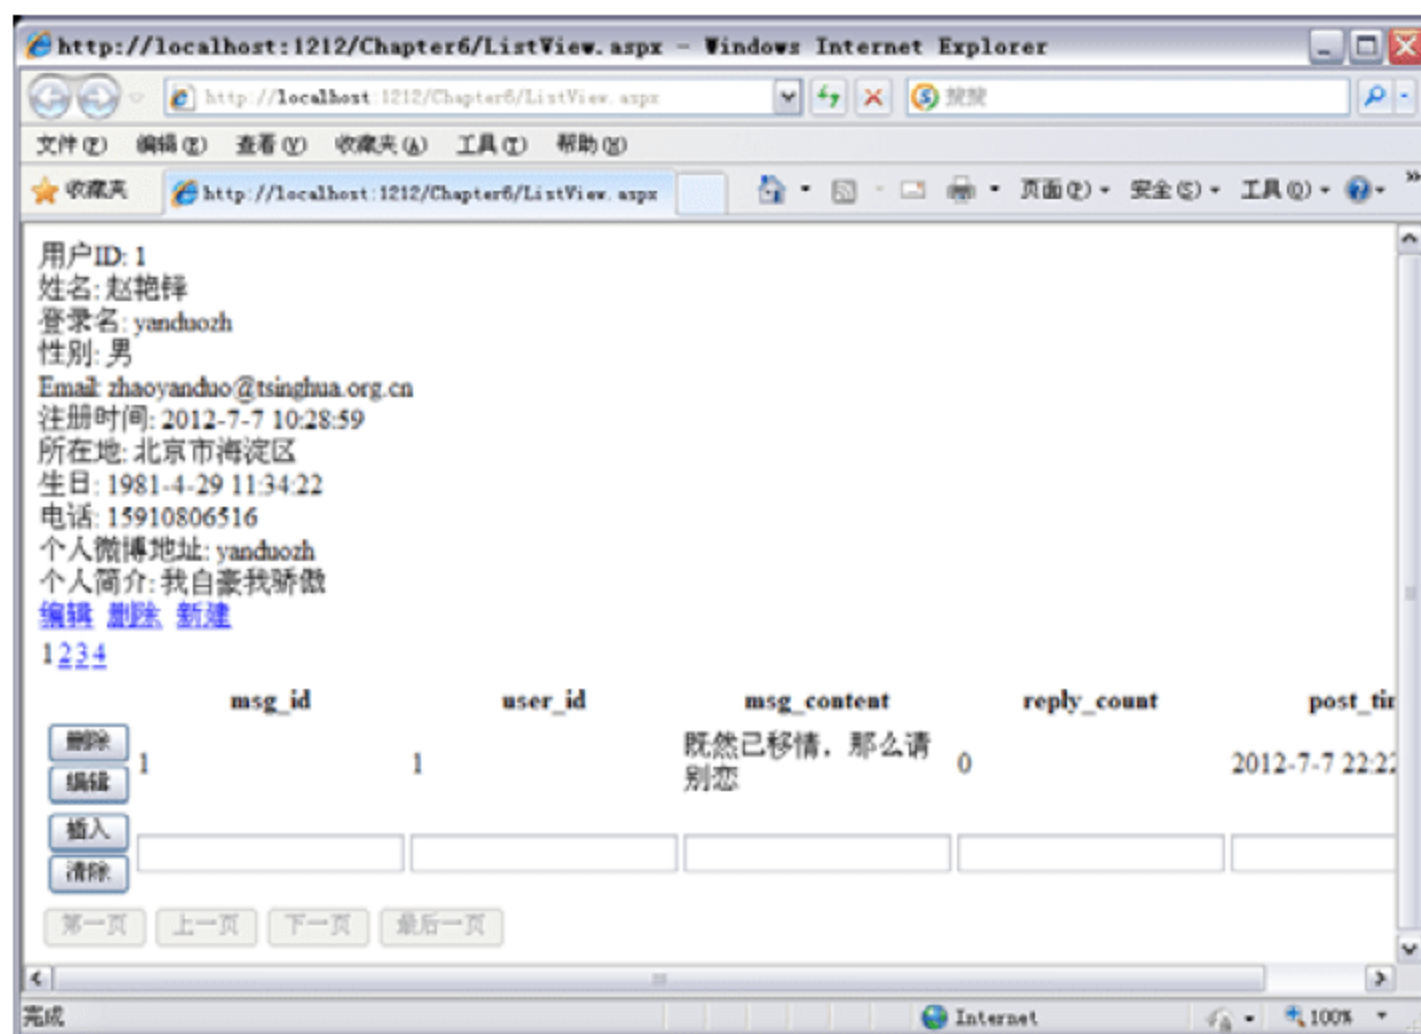 http://localhost:1212/Chapter6/ListView.aspx - Windows Internet Explorer
http://localhost:1212/Chapter6/ListView.aspx 搜搜
文件(F) 编辑(E) 查看(V) 收藏夹(A) 工具(T) 帮助(H)
收藏夹 http://localhost:1212/Chapter6/ListView.aspx 页面(P) 安全(S) 工具(O) »
用户ID: 1
姓名: 赵艳铎
登录名: yanduozh
性别: 男
Email: zhaoyanduo@tsinghua.org.cn
注册时间: 2012-7-7 10:28:59
所在地: 北京市海淀区
生日: 1981-4-29 11:34:22
电话: 15910806516
个人微博地址: yanduozh
个人简介: 我自豪我骄傲
编辑 删除 新建
1 2 3 4
msg_id user_id msg_content reply_count post_tir
删除
编辑
1 1 既然已移情，那么请 0 2012-7-7 22:22
别恋
插入
清除
第一页 上一页 下一页 最后一页
完成 Internet 100%